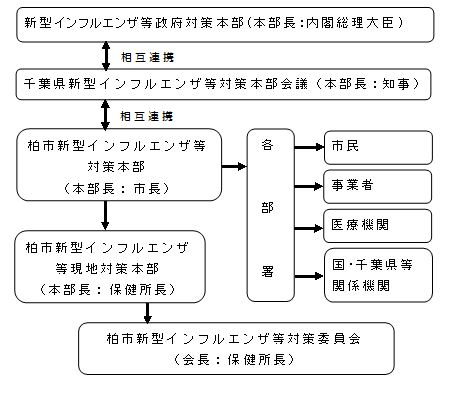 新型インフルエンザ等政府対策本部(本部長:内閣総理大臣)
相互連携
千葉県新型インフルエンザ等対策本部会議(本部長:知事)
相互連携
柏市新型インフルエンザ等
対策本部
(本部長:市長)
各
部
署
市民
事業者
医療機関
国・千葉県等
関係機関
柏市新型インフルエンザ
等現地対策本部
(本部長:保健所長)
柏市新型インフルエンザ等対策委員会
(会長:保健所長)